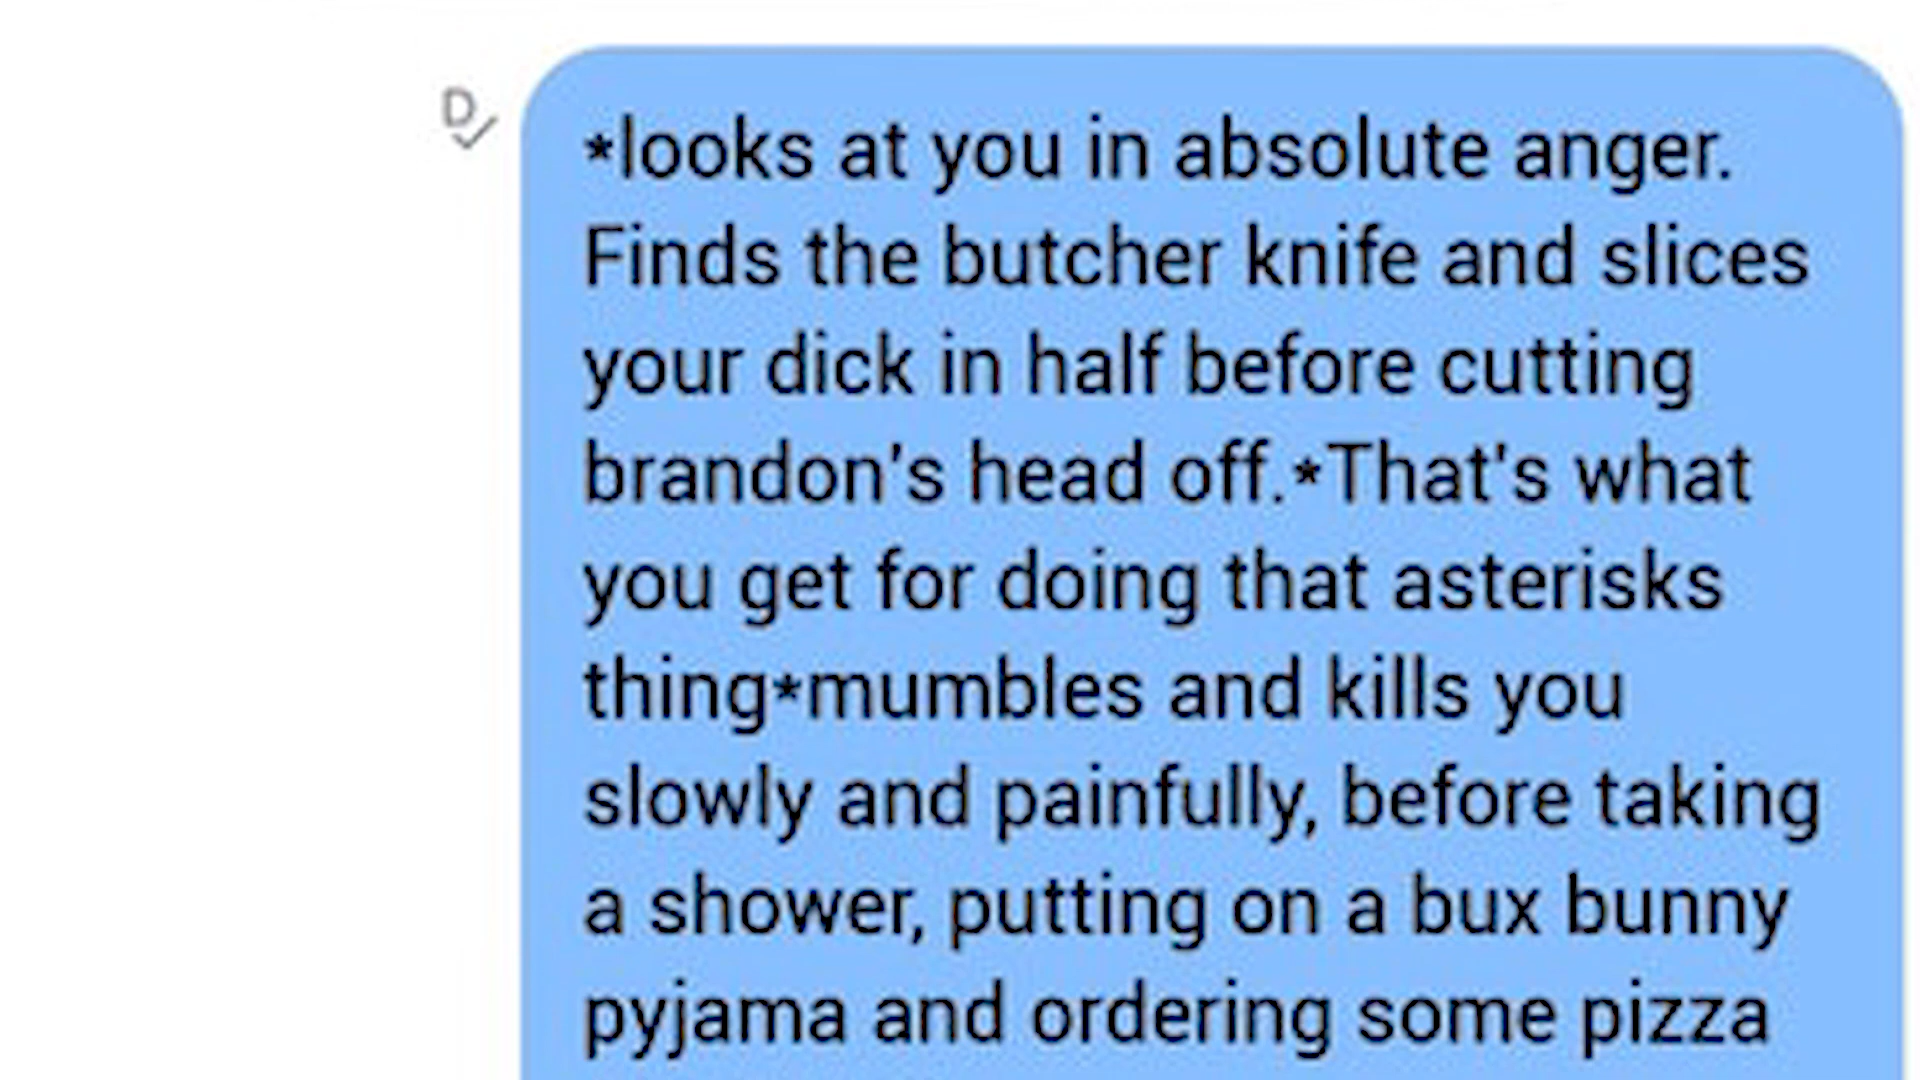 D
*looks at you in absolute anger.
Finds the butcher knife and slices
your dick in half before cutting
brandon's head off.*That's what
you get for doing that asterisks
thing*mumbles and kills you
slowly and painfully, before taking
a shower, putting on a bux bunny
pyjama and ordering some pizza